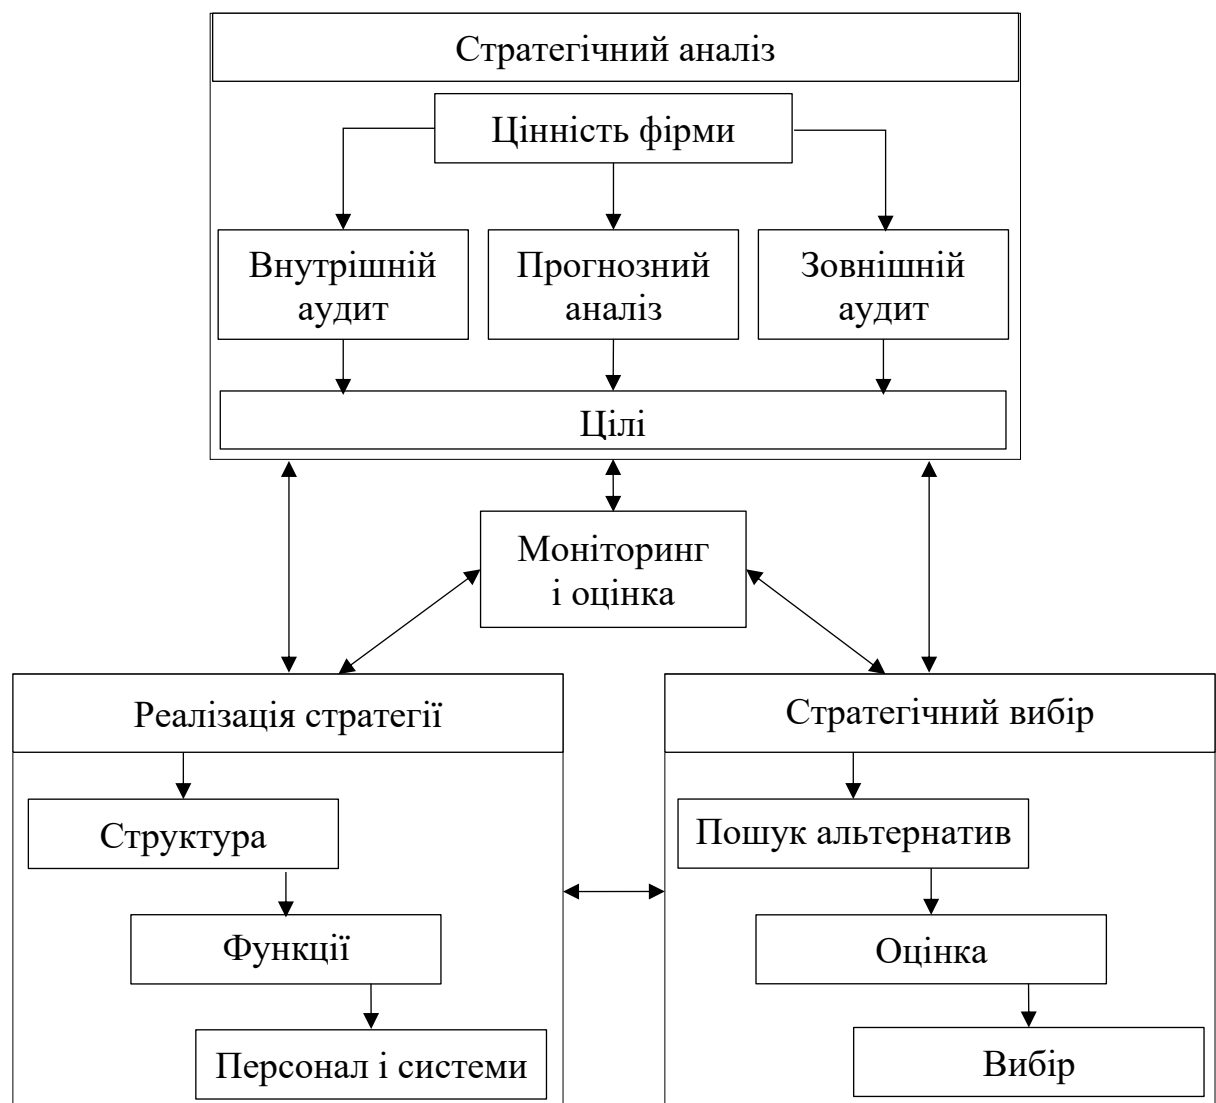 Стратегічний аналіз
Цінність фірми
Внутрішній
аудит
Прогнозний
аналіз
Зовнішній
аудит
Цілі
Моніторинг
і оцінка
Реалізація стратегії
Структура
Функції
Персонал і системи
Стратегічний вибір
Пошук альтернатив
Оцінка
Вибір